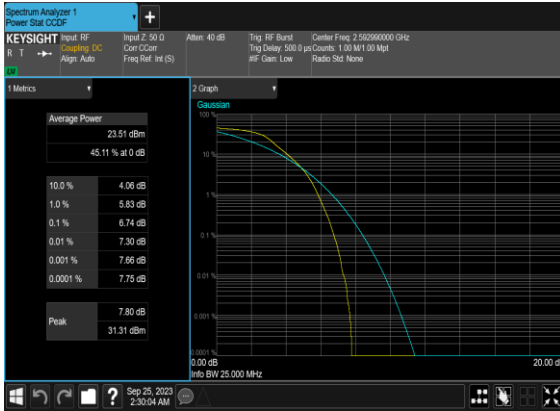 Spectrum Analyzer 1
Power Stat CCDF
KEYSIGHT
R T
Input: RF
Coupling: DC
Align: Auto
Input Z: 50 Ω
Corr CCorr
Freq Ref: Int (S)
Atten: 40 dB
Trig: RF Burst
Trig Delay: 500.0 µs
#IF Gain: Low
Center Freq: 2.592990000 GHz
Counts: 1.00 M/1.00 Mpt
Radio Std: None
1 Metrics
Average Power
23.51 dBm
45.11 % at 0 dB
10.0 % 4.06 dB
1.0 % 5.83 dB
0.1 % 6.74 dB
0.01 % 7.30 dB
0.001 % 7.66 dB
0.0001 % 7.75 dB
Peak
7.80 dB
31.31 dBm
2 Graph
Gaussian
100 %
10 %
1 %
0.1 %
0.01 %
0.001 %
0.0001 %
0.00 dB
20.00 d
Info BW 25.000 MHz
Sep 25, 2023
2:30:04 AM